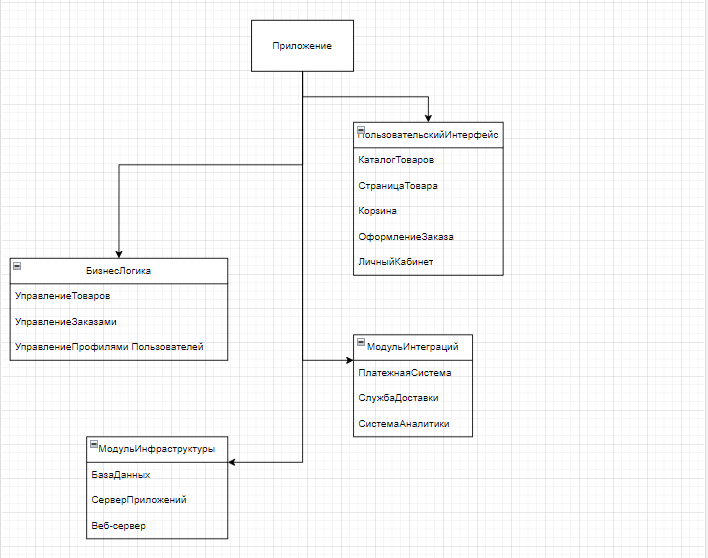 Приложение
ПользовательскийИнтерфейс
КаталогТоваров
СтраницаТовара
Корзина
ОформлениеЗаказа
ЛичныйКабинет
БизнесЛогика
УправлениеТоваров
УправлениеЗаказами
УправлениеПрофилями Пользователей
МодульИнтеграций
ПлатежнаяСистема
СлужбаДоставки
СистемаАналитики
МодульИнфраструктуры
БазаДанных
СерверПриложений
Веб-сервер